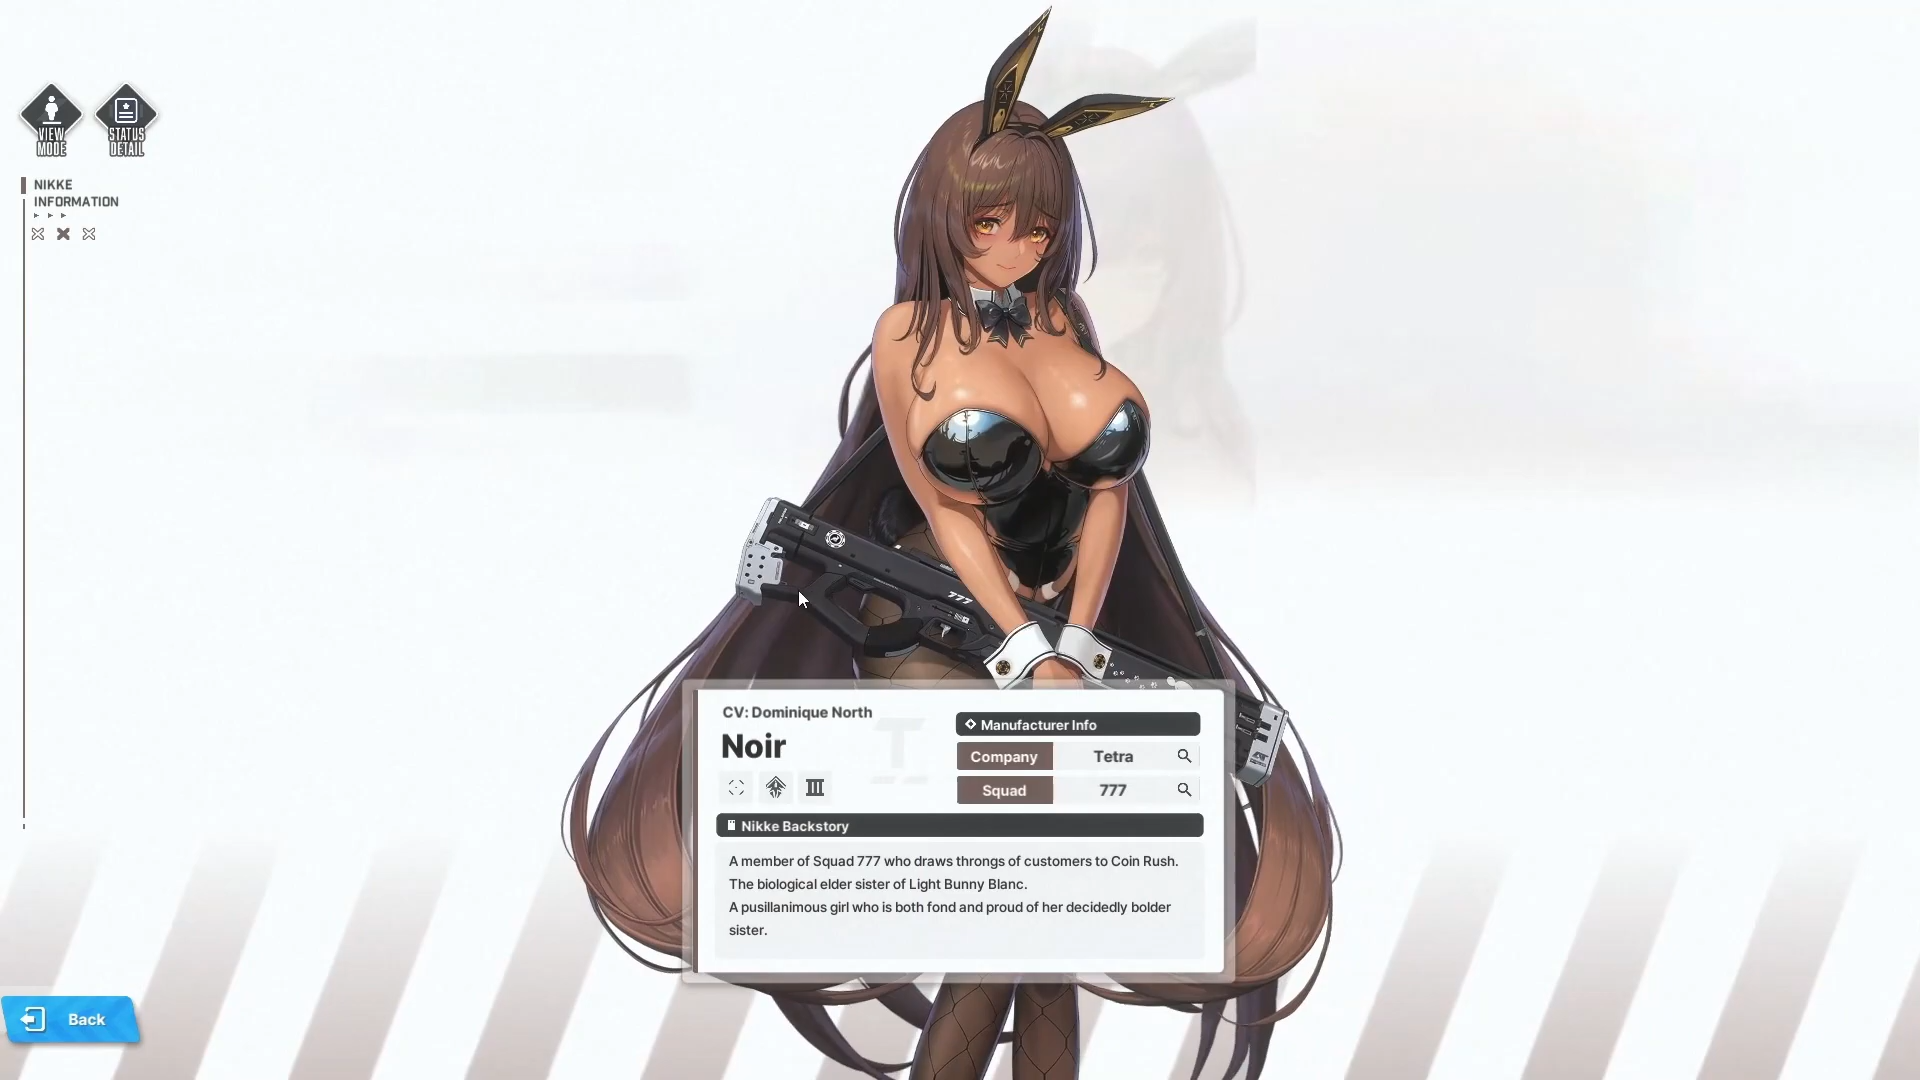 VIEW
MODE
STATUS
DETAIL
NIKKE
INFORMATION
777
CV: Dominique North
Noir
Manufacturer Info
Company
Tetra
Squad
777
Nikke Backstory
A member of Squad 777 who draws throngs of customers to Coin Rush.
The biological elder sister of Light Bunny Blanc.
A pusillanimous girl who is both fond and proud of her decidedly bolder
sister.
Back